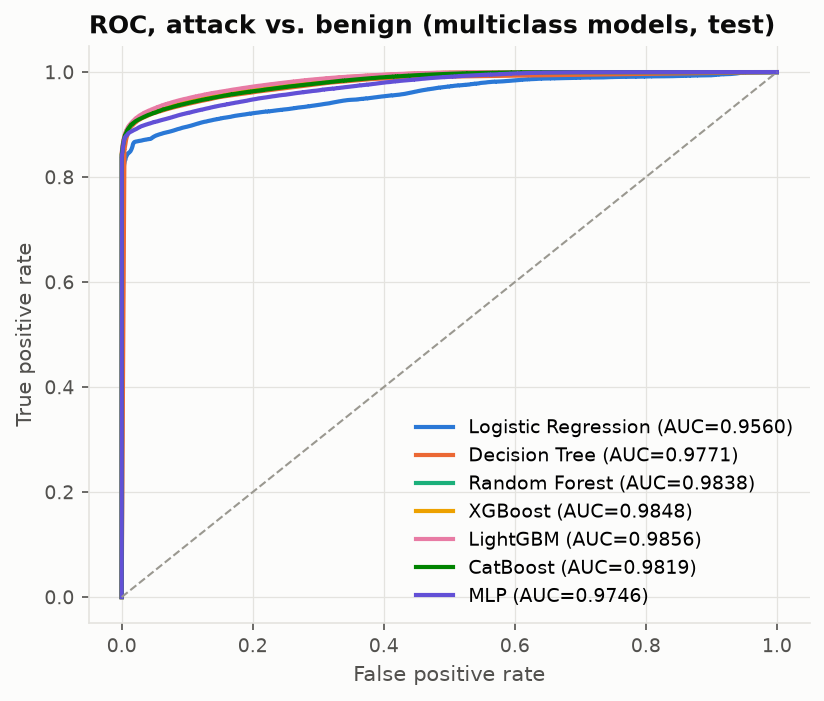 ROC, attack vs. benign (multiclass models, test)
True positive rate
1.0
0.8
0.6
0.4
0.2
0.0
Logistic Regression (AUC=0.9560)
Decision Tree (AUC=0.9771)
Random Forest (AUC=0.9838)
XGBoost (AUC=0.9848)
LightGBM (AUC=0.9856)
CatBoost (AUC=0.9819)
MLP (AUC=0.9746)
0.0 0.2 0.4 0.6 0.8 1.0
False positive rate